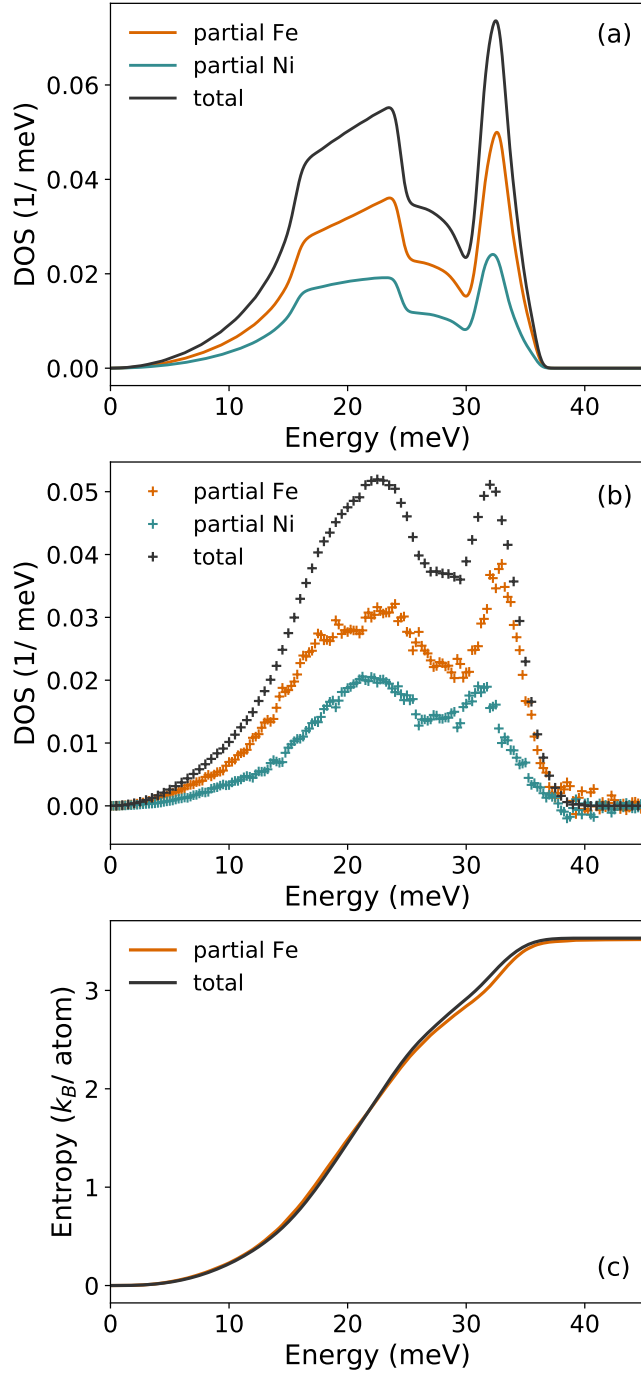 (a)
partial Fe
partial Ni
total
DOS (1/ meV)
0.06
0.04
0.02
0.00
0 10 20 30 40
Energy (meV)
(b)
partial Fe
partial Ni
total
DOS (1/ meV)
0.05
0.04
0.03
0.02
0.01
0.00
0 10 20 30 40
Energy (meV)
partial Fe
total
Entropy (k_B/ atom)
3
2
1
0
(c)
0 10 20 30 40
Energy (meV)